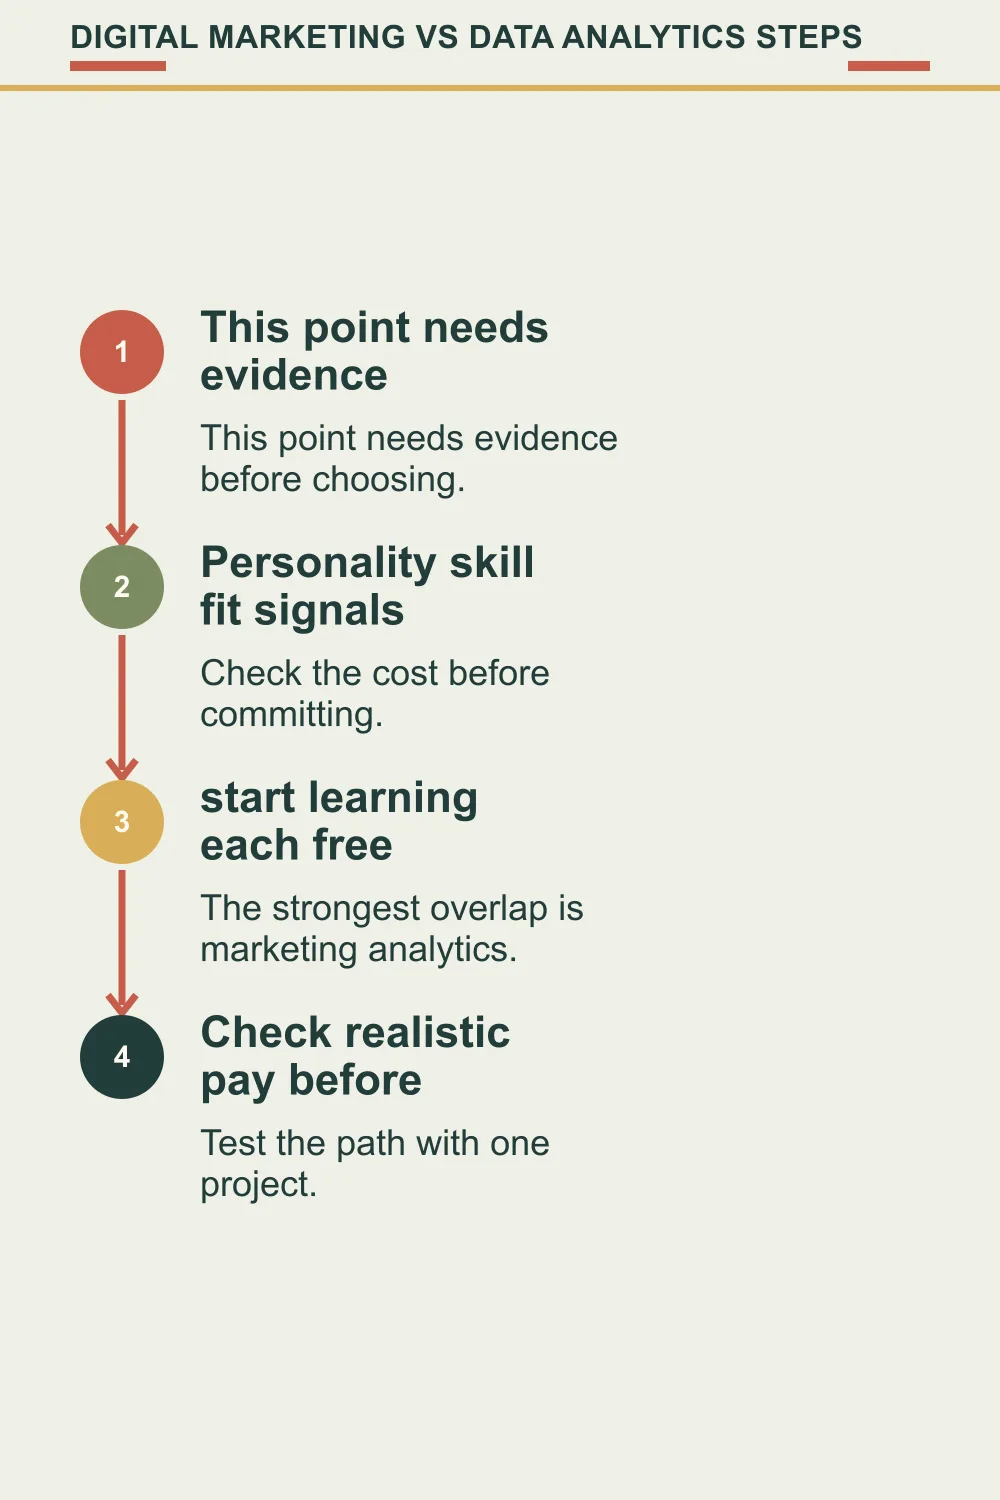 DIGITAL MARKETING VS DATA ANALYTICS STEPS
1
This point needs
evidence
This point needs evidence
before choosing.
2
Personality skill
fit signals
Check the cost before
committing.
3
start learning
each free
The strongest overlap is
marketing analytics.
4
Check realistic
pay before
Test the path with one
project.